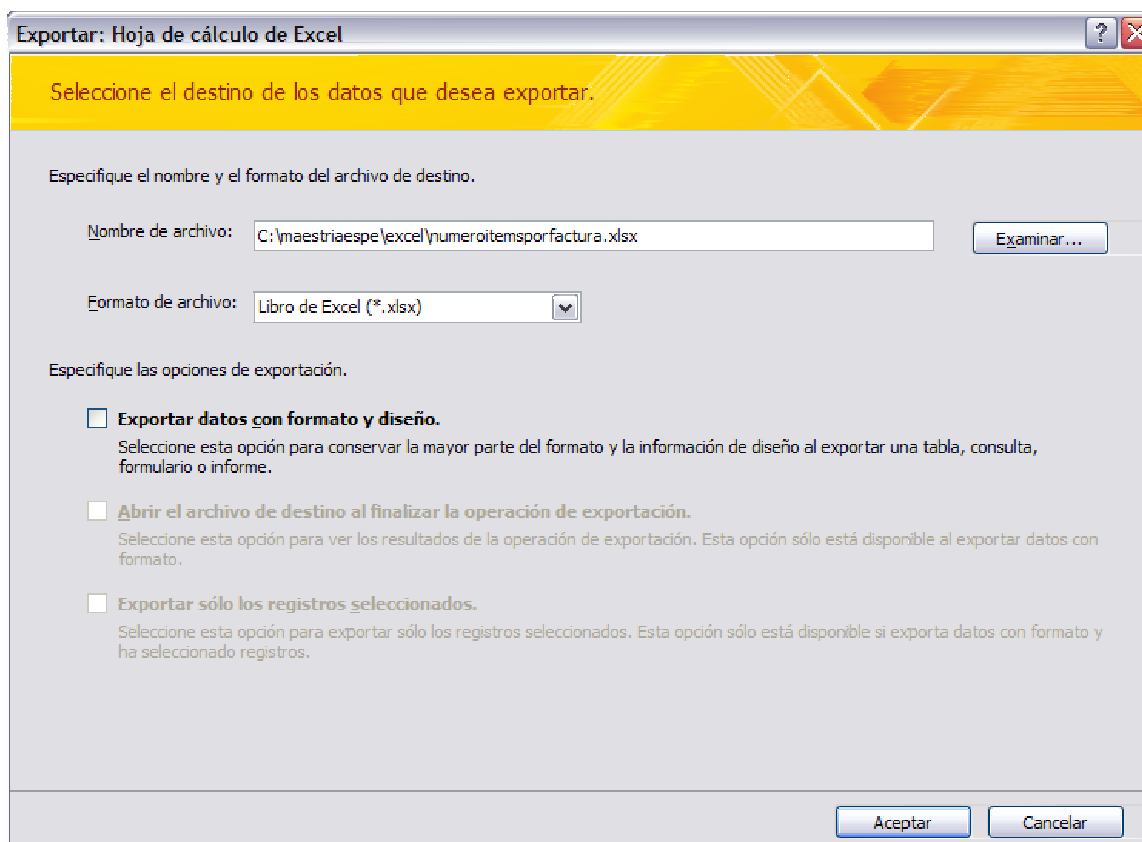 Exportar: Hoja de cálculo de Excel
?
Seleccione el destino de los datos que desea exportar.
Especifique el nombre y el formato del archivo de destino.
Nombre de archivo: C:\maestriaespe\excel\numeroitemsporfactura.xlsx Examinar...
Formato de archivo: Libro de Excel (*.xlsx)
Especifique las opciones de exportación.
Exportar datos con formato y diseño.
Seleccione esta opción para conservar la mayor parte del formato y la información de diseño al exportar una tabla, consulta,
formulario o informe.
Abrir el archivo de destino al finalizar la operación de exportación.
Seleccione esta opción para ver los resultados de la operación de exportación. Esta opción sólo está disponible al exportar datos con
formato.
Exportar sólo los registros seleccionados.
Seleccione esta opción para exportar sólo los registros seleccionados. Esta opción sólo está disponible si exporta datos con formato y
ha seleccionado registros.
Aceptar Cancelar